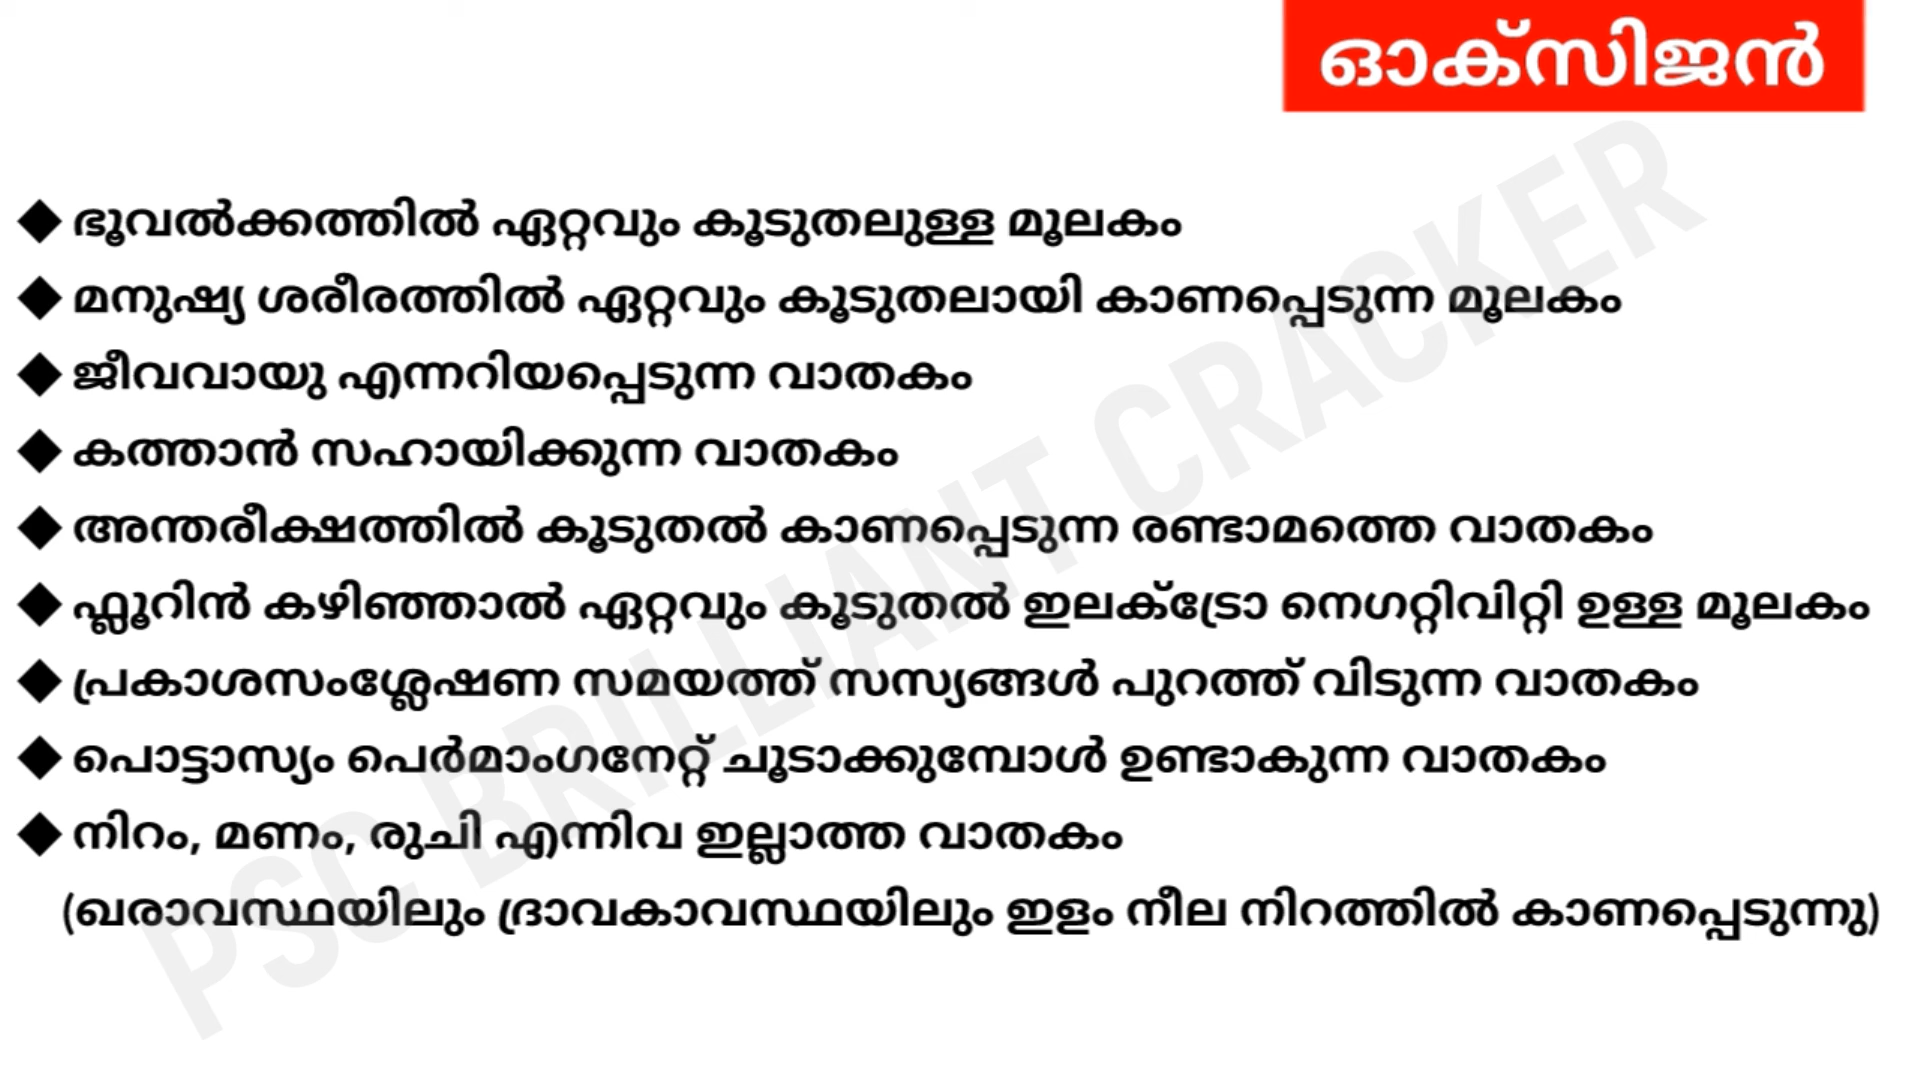 ഓക്സിജൻ
◆ ഭൂവൽക്കത്തിൽ ഏറ്റവും കൂടുതലുള്ള മൂലകം
◆ മനുഷ്യ ശരീരത്തിൽ ഏറ്റവും കൂടുതലായി കാണപ്പെടുന്ന മൂലകം
◆ ജീവവായു എന്നറിയപ്പെടുന്ന വാതകം
◆ കത്താൻ സഹായിക്കുന്ന വാതകം
◆ അന്തരീക്ഷത്തിൽ കൂടുതൽ കാണപ്പെടുന്ന രണ്ടാമത്തെ വാതകം
◆ ഫ്ലൂറിൻ കഴിഞ്ഞാൽ ഏറ്റവും കൂടുതൽ ഇലക്ട്രോ നെഗറ്റിവിറ്റി ഉള്ള മൂലകം
◆ പ്രകാശസംശ്ലേഷണ സമയത്ത് സസ്യങ്ങൾ പുറത്ത് വിടുന്ന വാതകം
◆ പൊട്ടാസ്യം പെർമാംഗനേറ്റ് ചൂടാക്കുമ്പോൾ ഉണ്ടാകുന്ന വാതകം
◆ നിറം, മണം, രുചി എന്നിവ ഇല്ലാത്ത വാതകം
(ഖരാവസ്ഥയിലും ദ്രാവകാവസ്ഥയിലും ഇളം നീല നിറത്തിൽ കാണപ്പെടുന്നു)
PSC BRILLIANT CRACKER